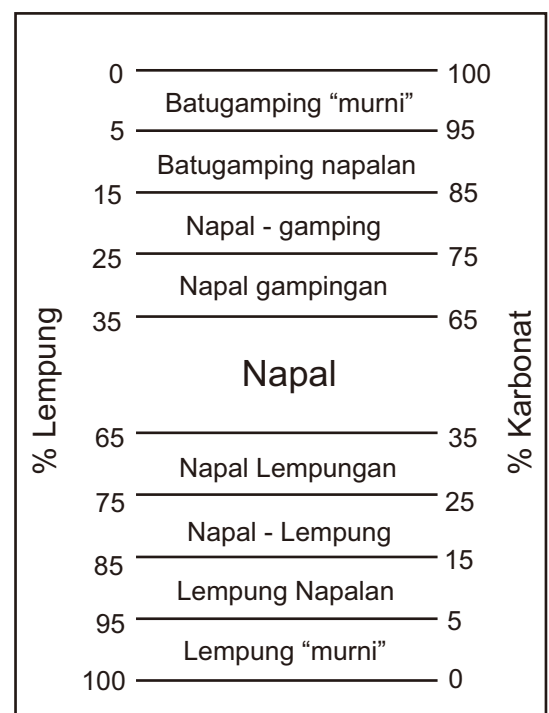 0 100
Batugamping “murni”
5 95
Batugamping napalan
15 85
Napal - gamping
25 75
Napal gampingan
35 65
% Lempung
Napal
% Karbonat
65 35
Napal Lempungan
75 25
Napal - Lempung
85 15
Lempung Napalan
95 5
Lempung “murni”
100 0